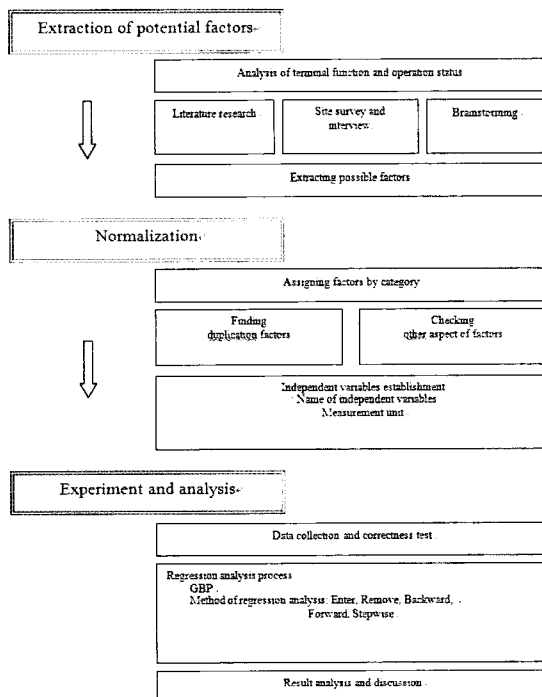 Extraction of potential factors
Analysis of terminal function and operation status
Literature research
Site survey and
interview
Brainstorming
Extracting possible factors
Normalization
Assigning factors by category
Finding
duplication factors
Checking
other aspect of factors
Independent variables establishment
Name of independent variables
Measurement unit
Experiment and analysis
Data collection and correctness test
Regression analysis process
GBP
Method of regression analysis: Enter, Remove, Backward,
Forward, Stepwise
Result analysis and discussion